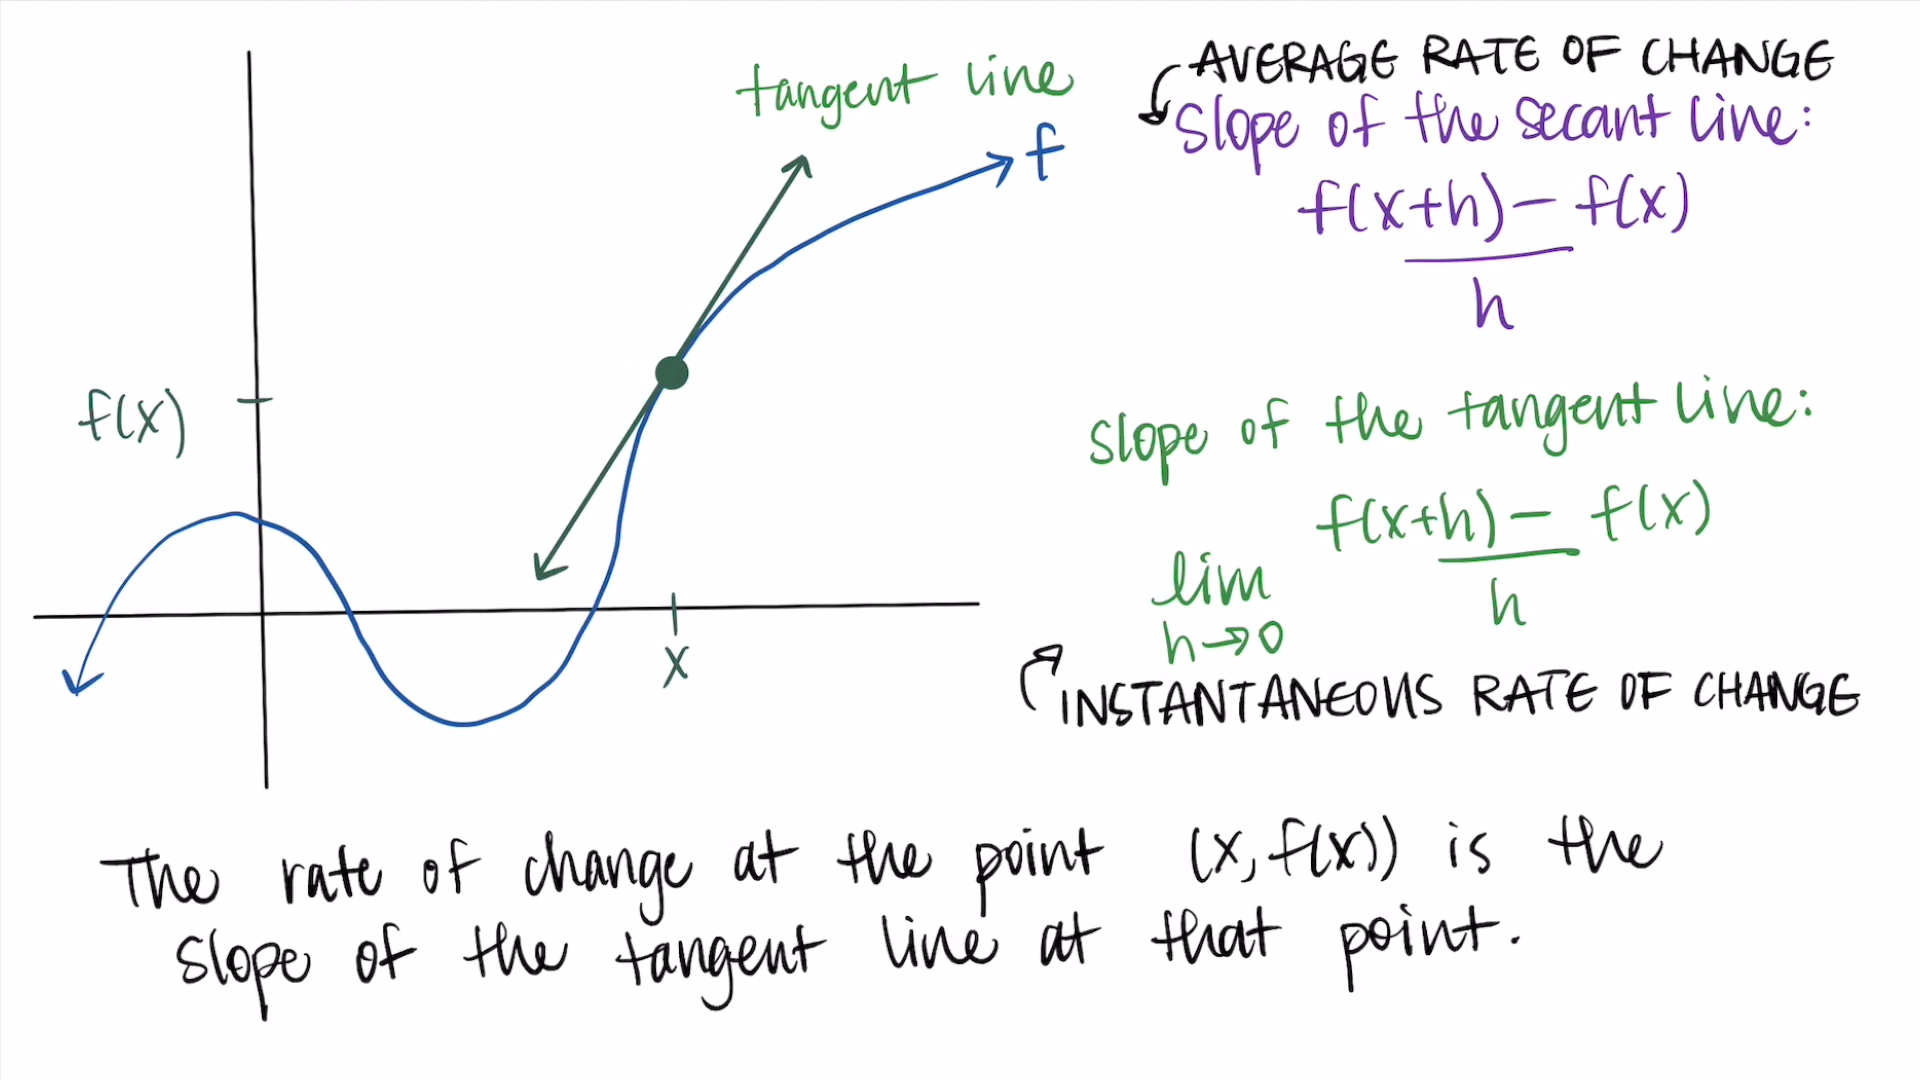 tangent line
f
f(x)
x
AVERAGE RATE OF CHANGE
slope of the secant line:
f(x+h) - f(x)
h
slope of the tangent line:
f(x+h) - f(x)
lim
h
h→0
INSTANTANEOUS RATE OF CHANGE
The rate of change at the point (x, f(x)) is the
slope of the tangent line at that point.